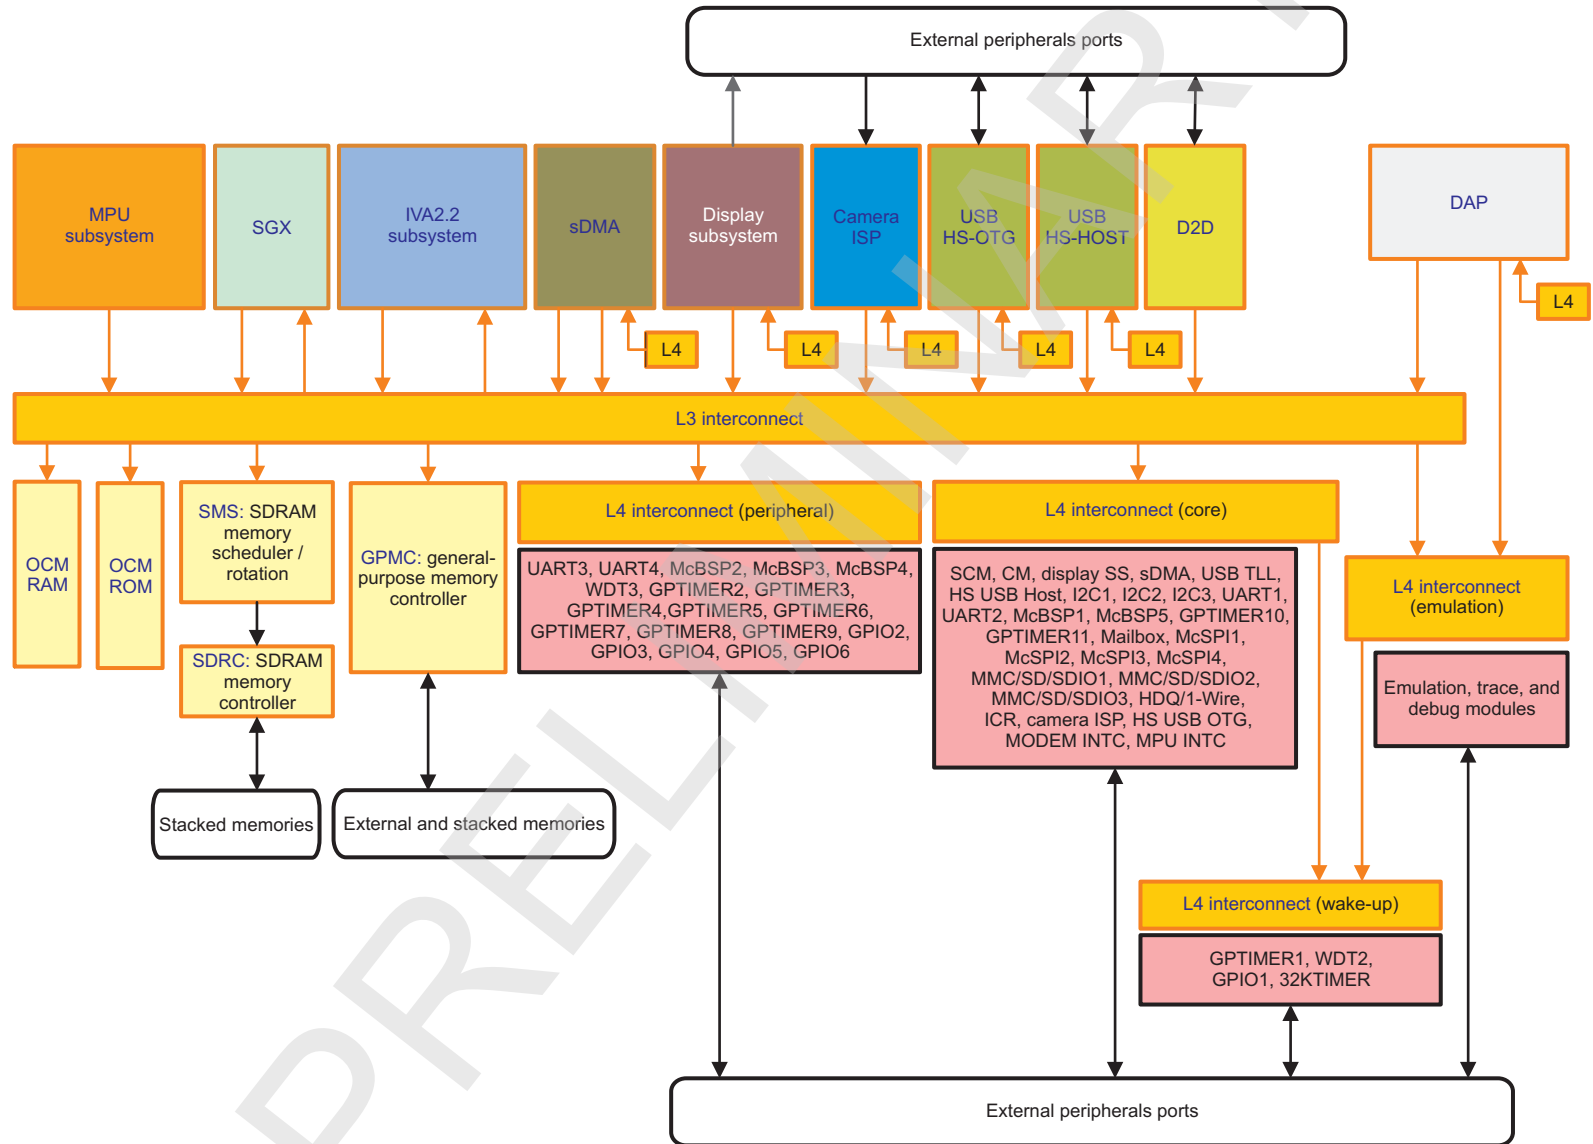 External peripherals ports
MPU
subsystem
SGX
IVA2.2
subsystem
sDMA
Display
subsystem
Camera
ISP
USB
HS-OTG
USB
HS-HOST
D2D
DAP
L4
L4
L4
L4
L4
L4
L3 interconnect
OCM
RAM
OCM
ROM
SMS: SDRAM
memory
scheduler /
rotation
SDRC: SDRAM
memory
controller
GPMC: general-
purpose memory
controller
L4 interconnect (peripheral)
UART3, UART4, McBSP2, McBSP3, McBSP4,
WDT3, GPTIMER2, GPTIMER3,
GPTIMER4,GPTIMER5, GPTIMER6,
GPTIMER7, GPTIMER8, GPTIMER9, GPIO2,
GPIO3, GPIO4, GPIO5, GPIO6
L4 interconnect (core)
SCM, CM, display SS, sDMA, USB TLL,
HS USB Host, I2C1, I2C2, I2C3, UART1,
UART2, McBSP1, McBSP5, GPTIMER10,
GPTIMER11, Mailbox, McSPI1,
McSPI2, McSPI3, McSPI4,
MMC/SD/SDIO1, MMC/SD/SDIO2,
MMC/SD/SDIO3, HDQ/1-Wire,
ICR, camera ISP, HS USB OTG,
MODEM INTC, MPU INTC
L4 interconnect
(emulation)
Emulation, trace, and
debug modules
Stacked memories
External and stacked memories
L4 interconnect (wake-up)
GPTIMER1, WDT2,
GPIO1, 32KTIMER
External peripherals ports
PRELIMINARY